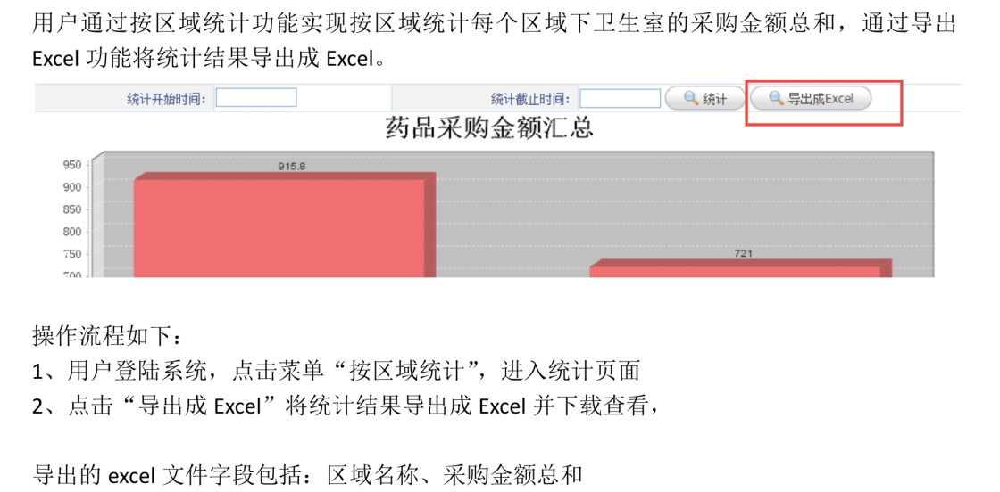 用户通过按区域统计功能实现按区域统计每个区域下卫生室的采购金额总和，通过导出
Excel 功能将统计结果导出成 Excel。
统计开始时间： 统计截止时间： 统计 导出成Excel
药品采购金额汇总
950
915.8
900
850
800
750
721
700
操作流程如下：
1、用户登陆系统，点击菜单“按区域统计”，进入统计页面
2、点击“导出成 Excel”将统计结果导出成 Excel 并下载查看，
导出的 excel 文件字段包括：区域名称、采购金额总和